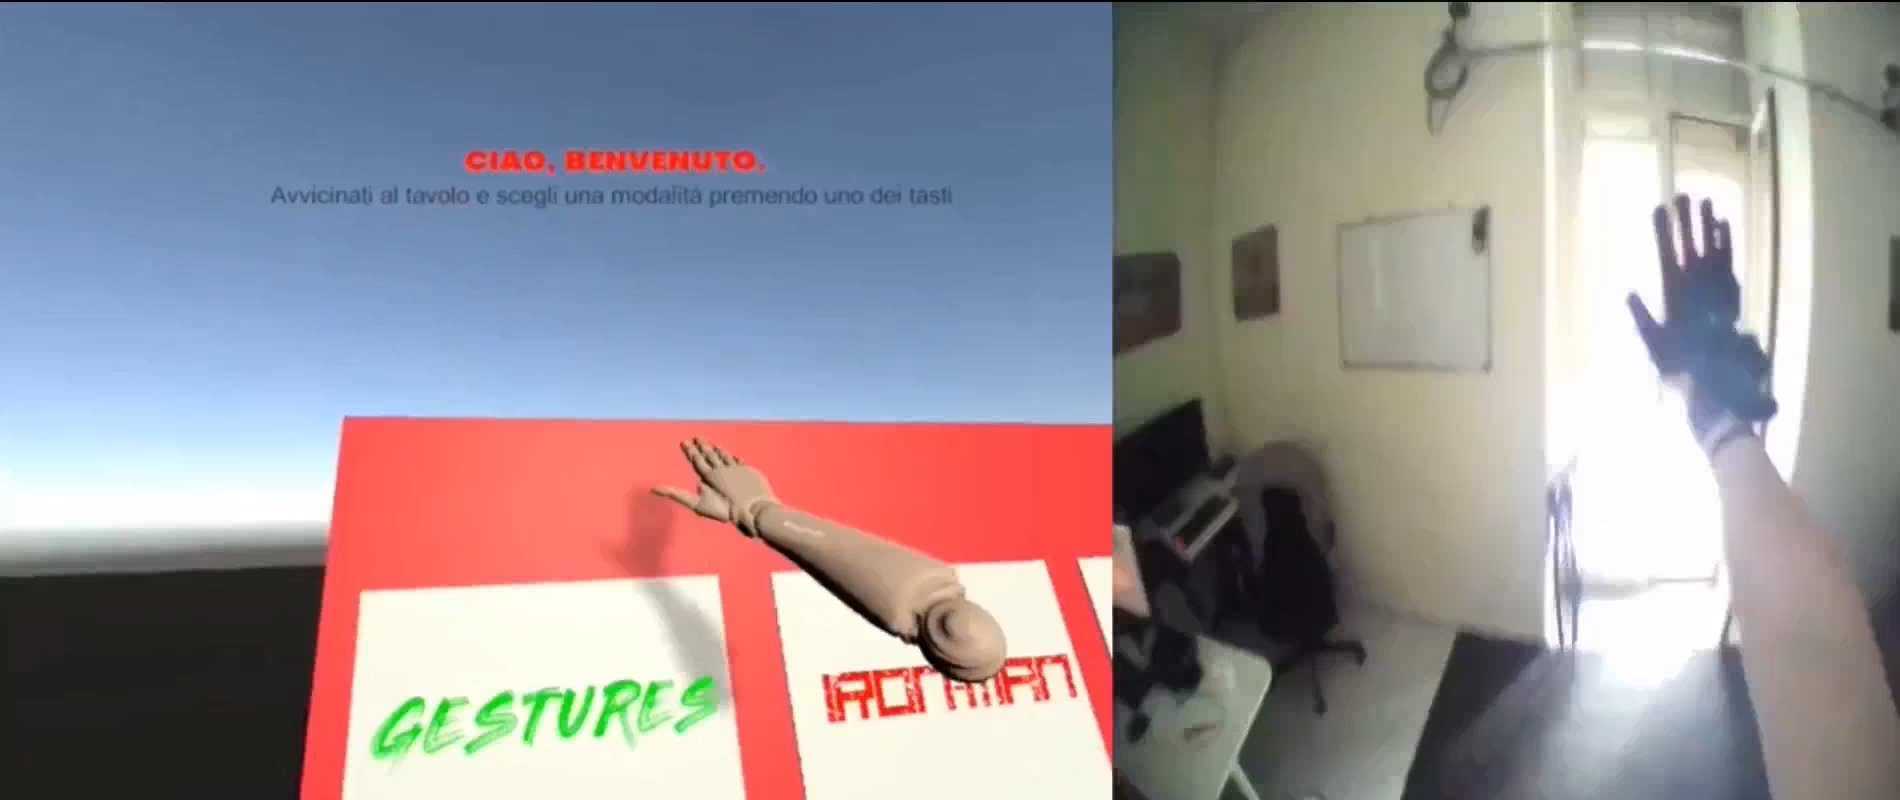 CIAO, BENVENUTO.
Avvicinati al tavolo e scegli una modalità premendo uno dei tasti
GESTURES
IRONMAN